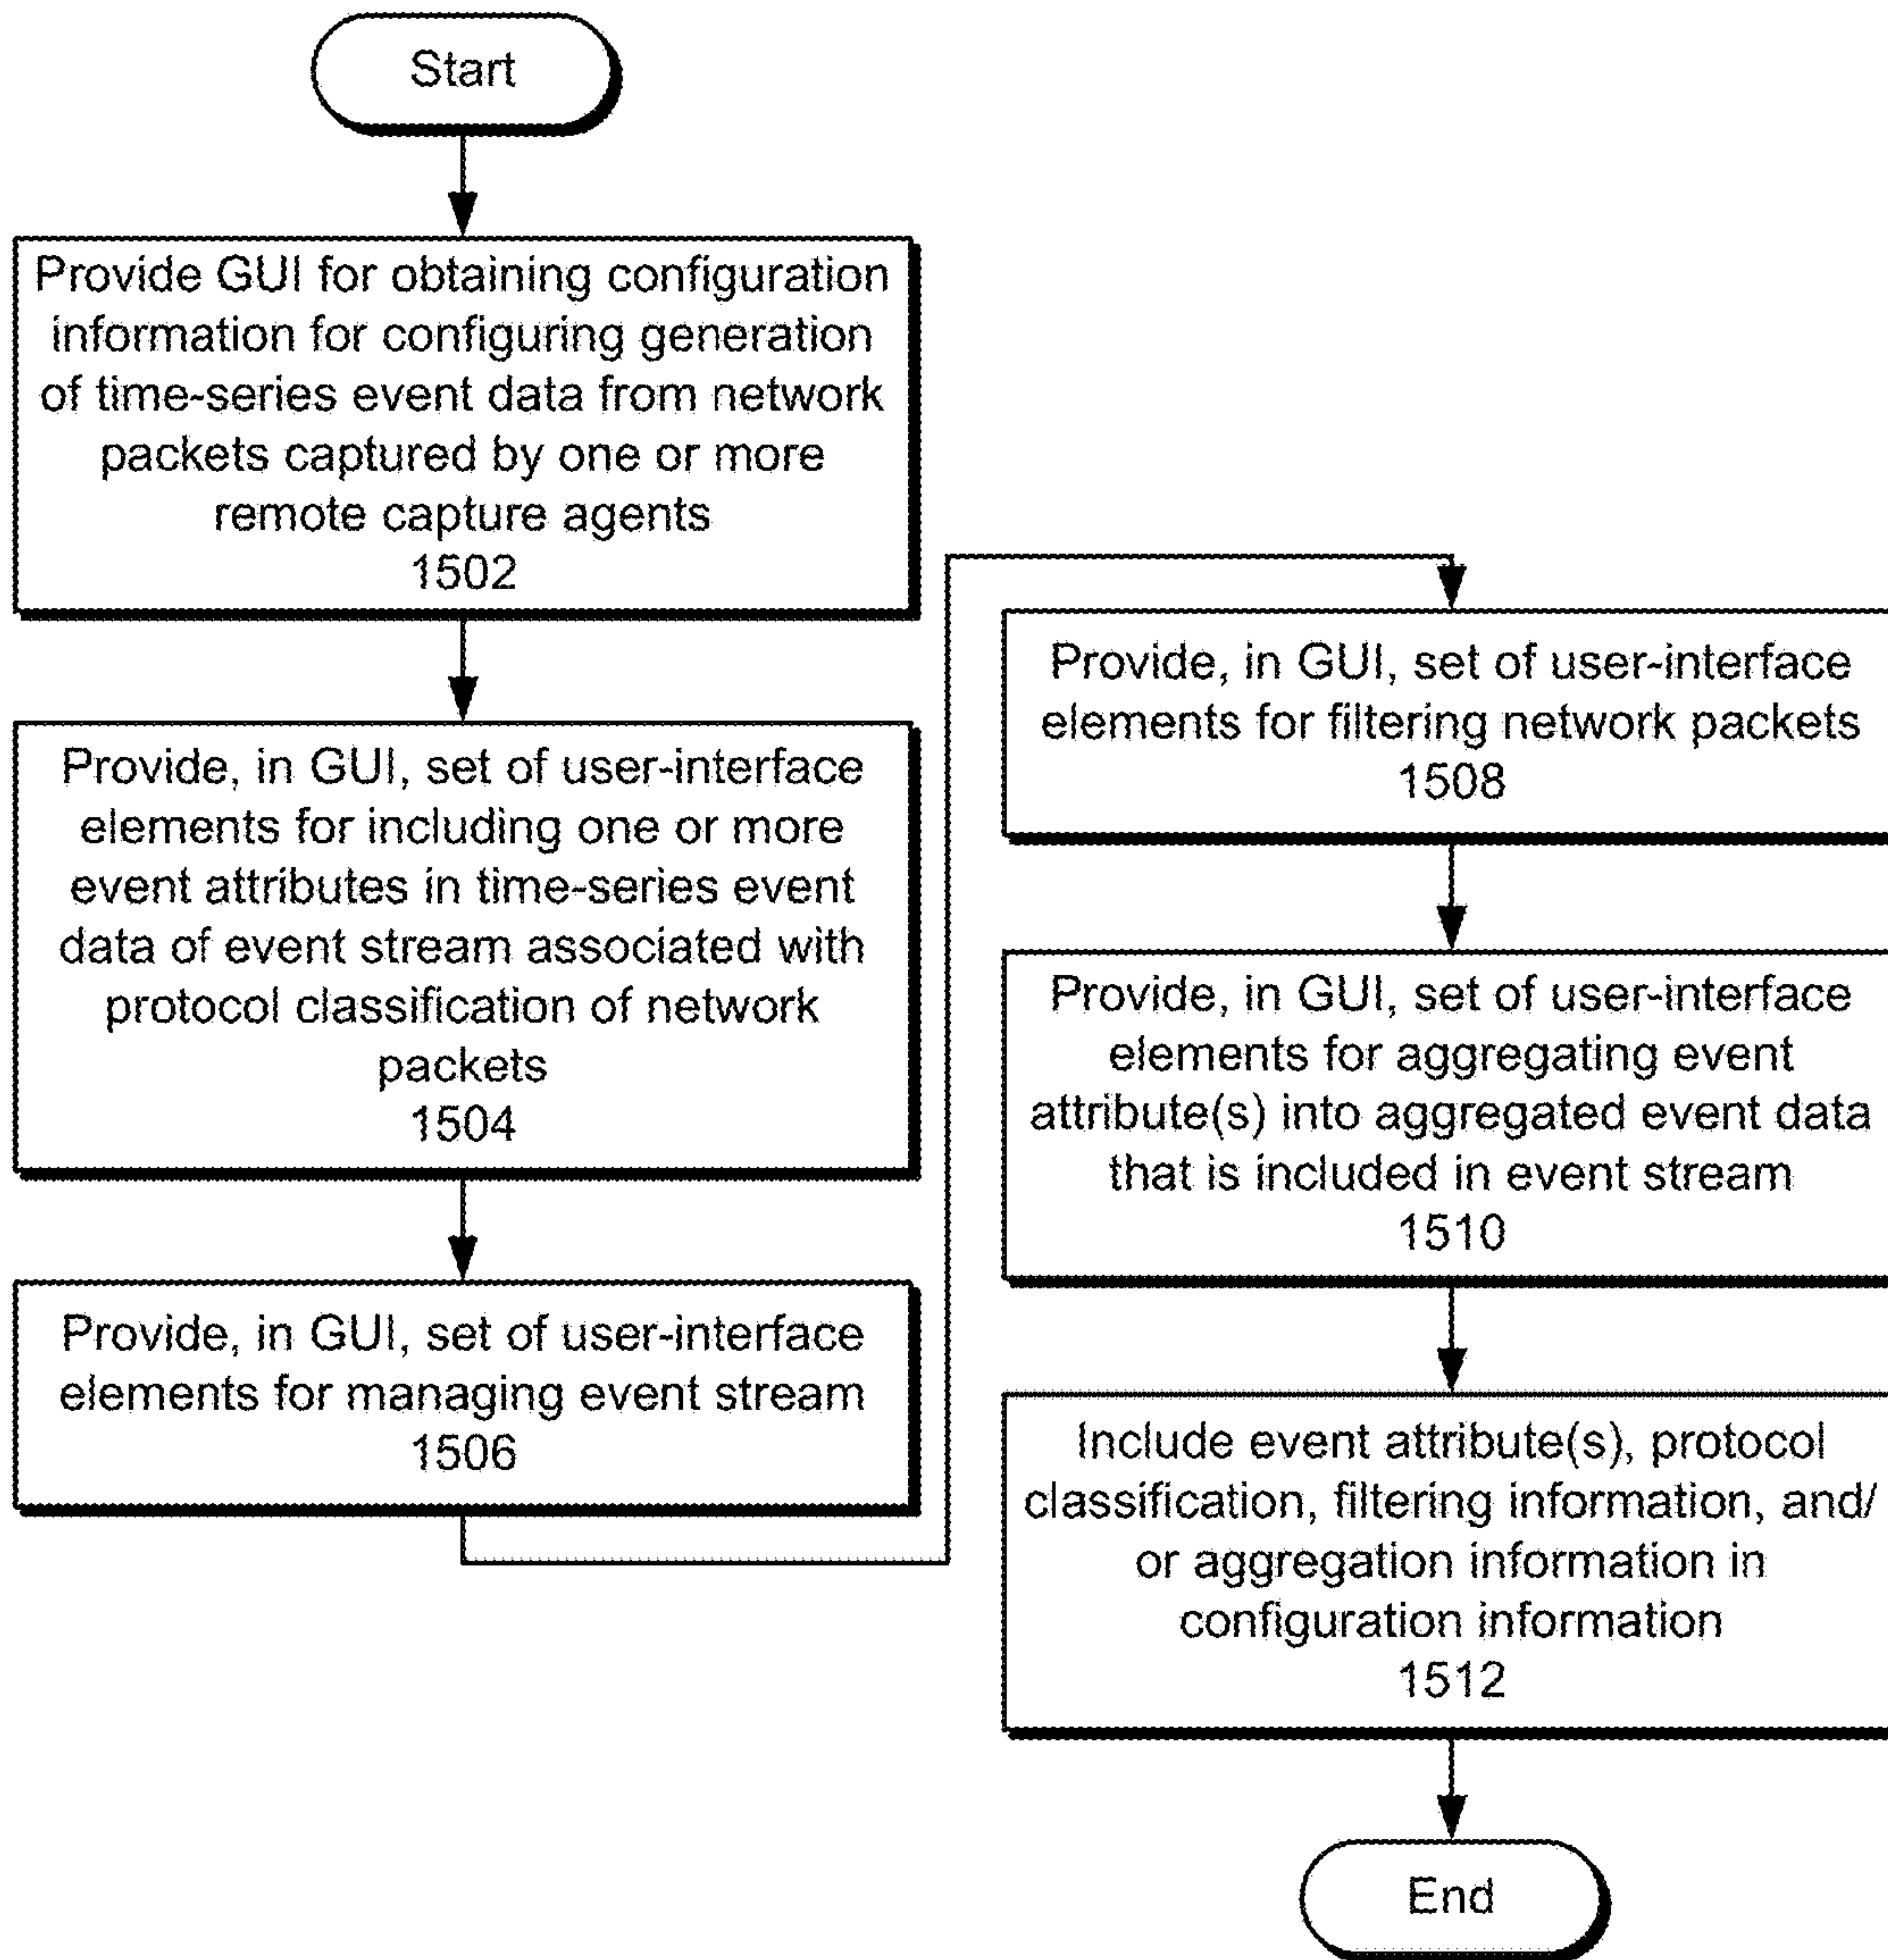 Start
Provide GUI for obtaining configuration
information for configuring generation
of time-series event data from network
packets captured by one or more
remote capture agents
1502
Provide, in GUI, set of user-interface
elements for including one or more
event attributes in time-series event
data of event stream associated with
protocol classification of network
packets
1504
Provide, in GUI, set of user-interface
elements for managing event stream
1506
Provide, in GUI, set of user-interface
elements for filtering network packets
1508
Provide, in GUI, set of user-interface
elements for aggregating event
attribute(s) into aggregated event data
that is included in event stream
1510
Include event attribute(s), protocol
classification, filtering information, and/
or aggregation information in
configuration information
1512
End